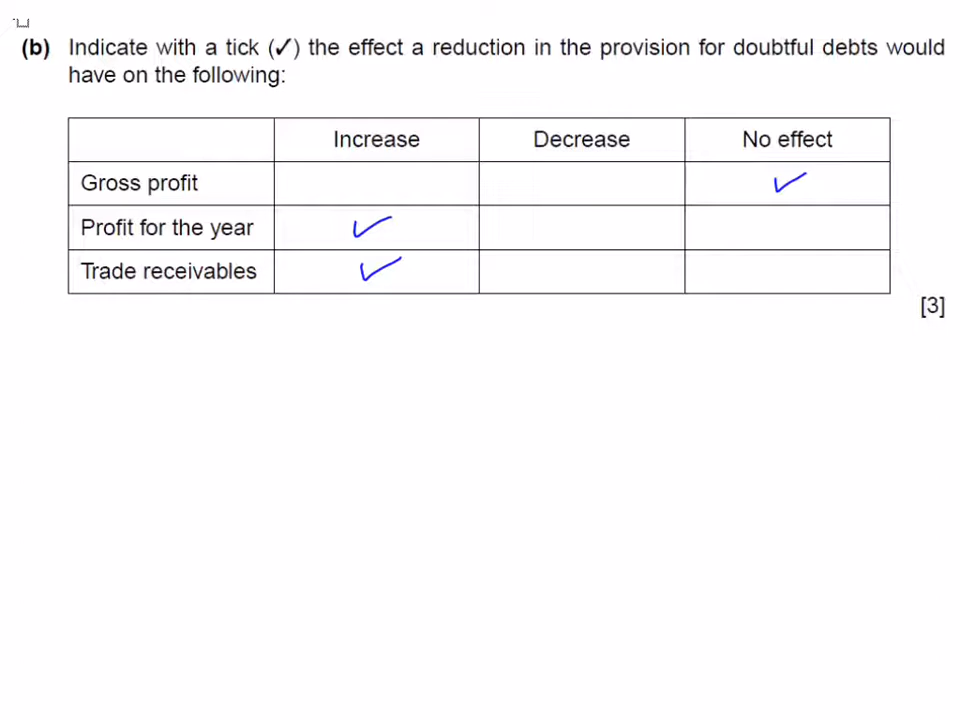 (b) Indicate with a tick (✓) the effect a reduction in the provision for doubtful debts would
have on the following:
Increase Decrease No effect
Gross profit ✓
Profit for the year ✓
Trade receivables ✓
[3]